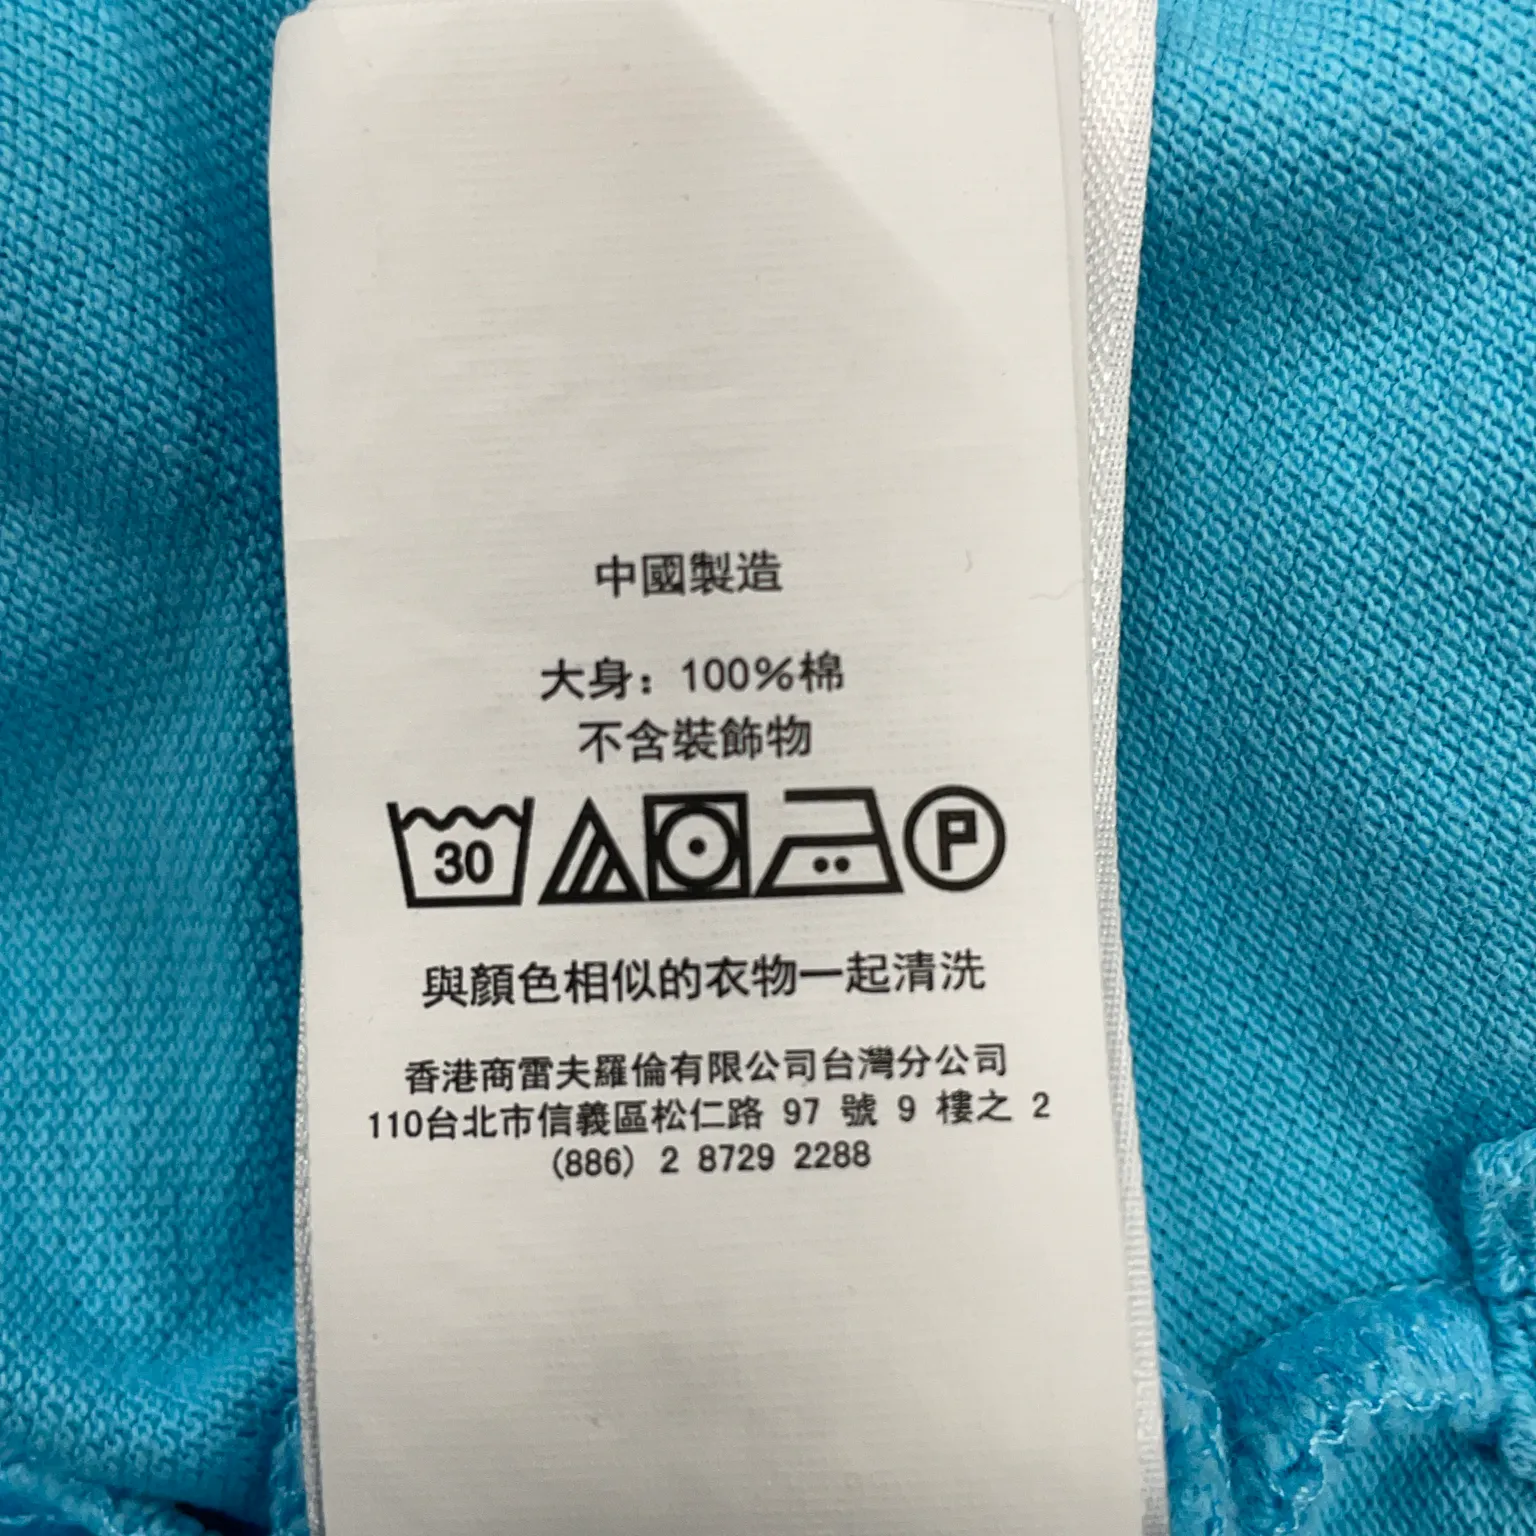 中國製造
大身：100%棉
不含裝飾物
30 P
與顏色相似的衣物一起清洗
香港商雷夫羅倫有限公司台灣分公司
110台北市信義區松仁路 97 號 9 樓之 2
(886) 2 8729 2288